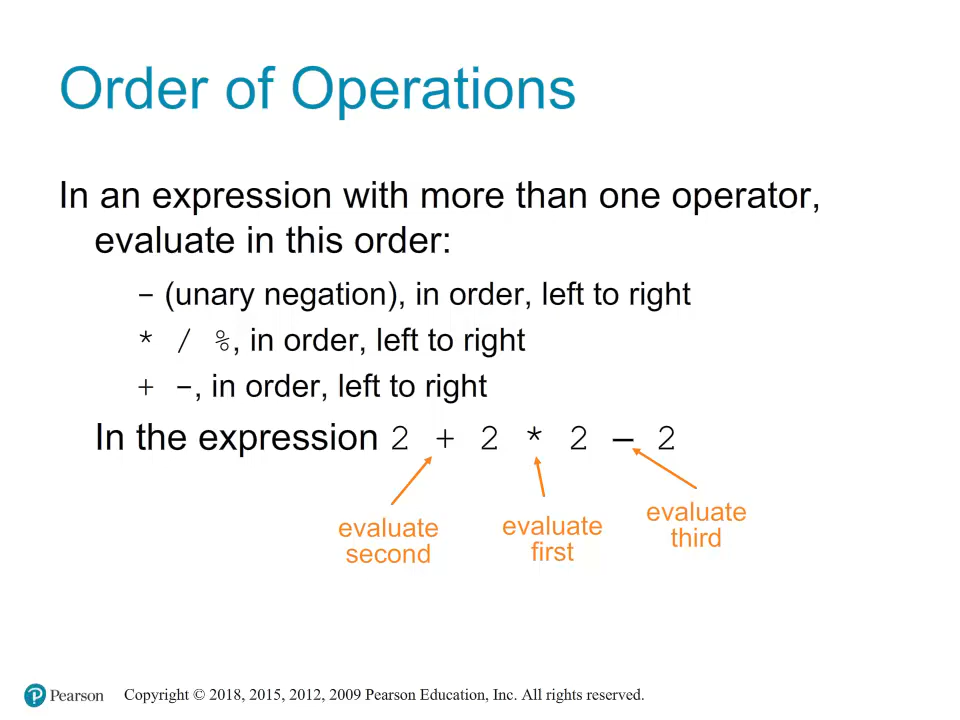 Order of Operations
In an expression with more than one operator,
evaluate in this order:
– (unary negation), in order, left to right
* / %, in order, left to right
+ –, in order, left to right
In the expression 2 + 2 * 2 – 2
evaluate
second
evaluate
first
evaluate
third
P Pearson
Copyright © 2018, 2015, 2012, 2009 Pearson Education, Inc. All rights reserved.